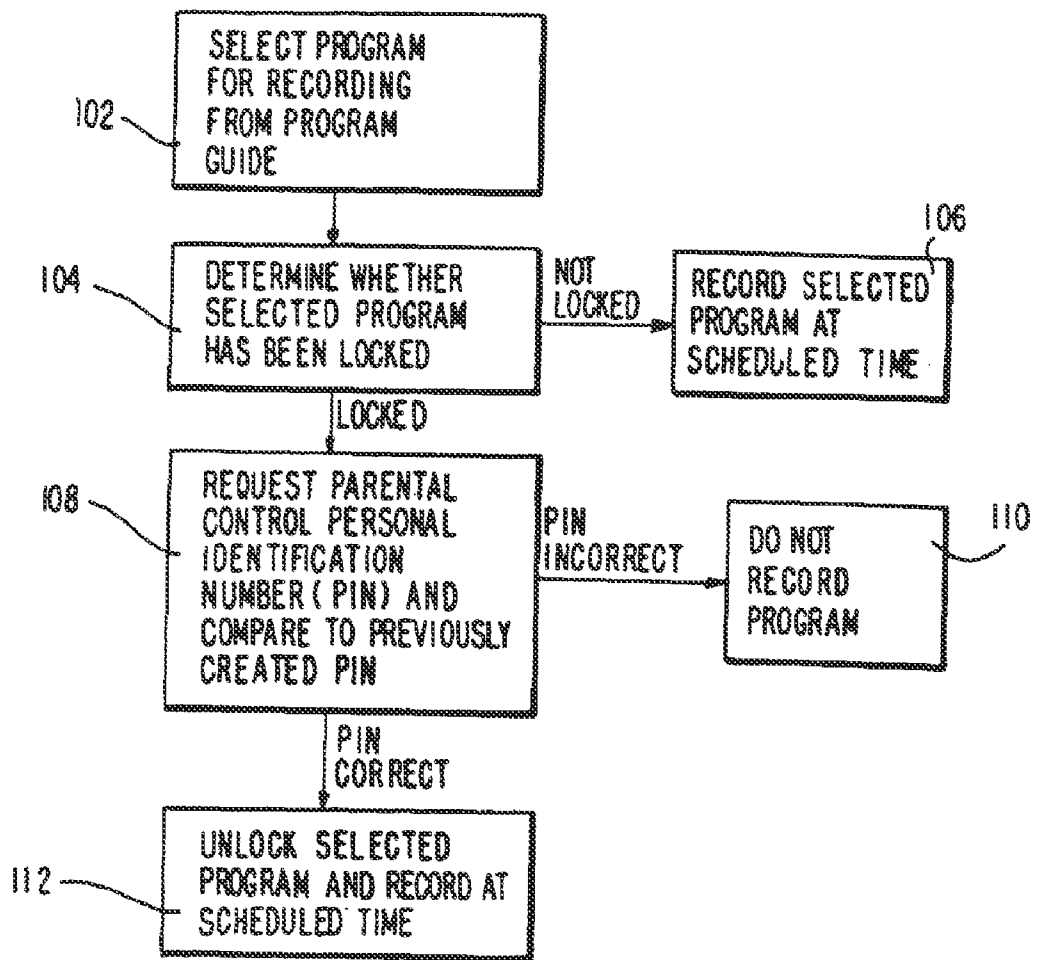 SELECT PROGRAM
FOR RECORDING
FROM PROGRAM
GUIDE
102
DETERMINE WHETHER
SELECTED PROGRAM
HAS BEEN LOCKED
104
NOT
LOCKED
106
RECORD SELECTED
PROGRAM AT
SCHEDULED TIME
LOCKED
REQUEST PARENTAL
CONTROL PERSONAL
IDENTIFICATION
NUMBER (PIN) AND
COMPARE TO PREVIOUSLY
CREATED PIN
108
PIN
INCORRECT
110
DO NOT
RECORD
PROGRAM
PIN
CORRECT
UNLOCK SELECTED
PROGRAM AND RECORD AT
SCHEDULED TIME
112